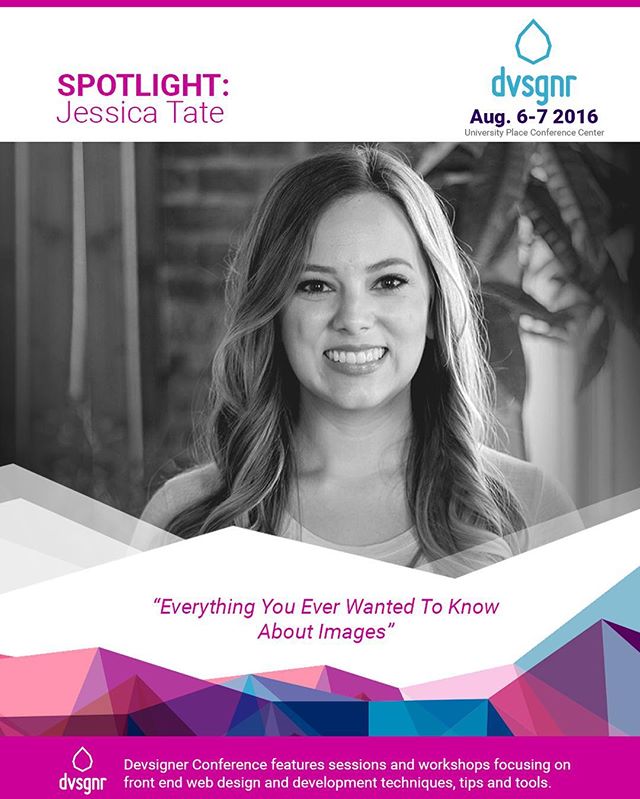 SPOTLIGHT:
Jessica Tate
dvsgnr
Aug. 6-7 2016
University Place Conference Center
“Everything You Ever Wanted To Know
About Images”
dvsgnr
Devsigner Conference features sessions and workshops focusing on
front end web design and development techniques, tips and tools.